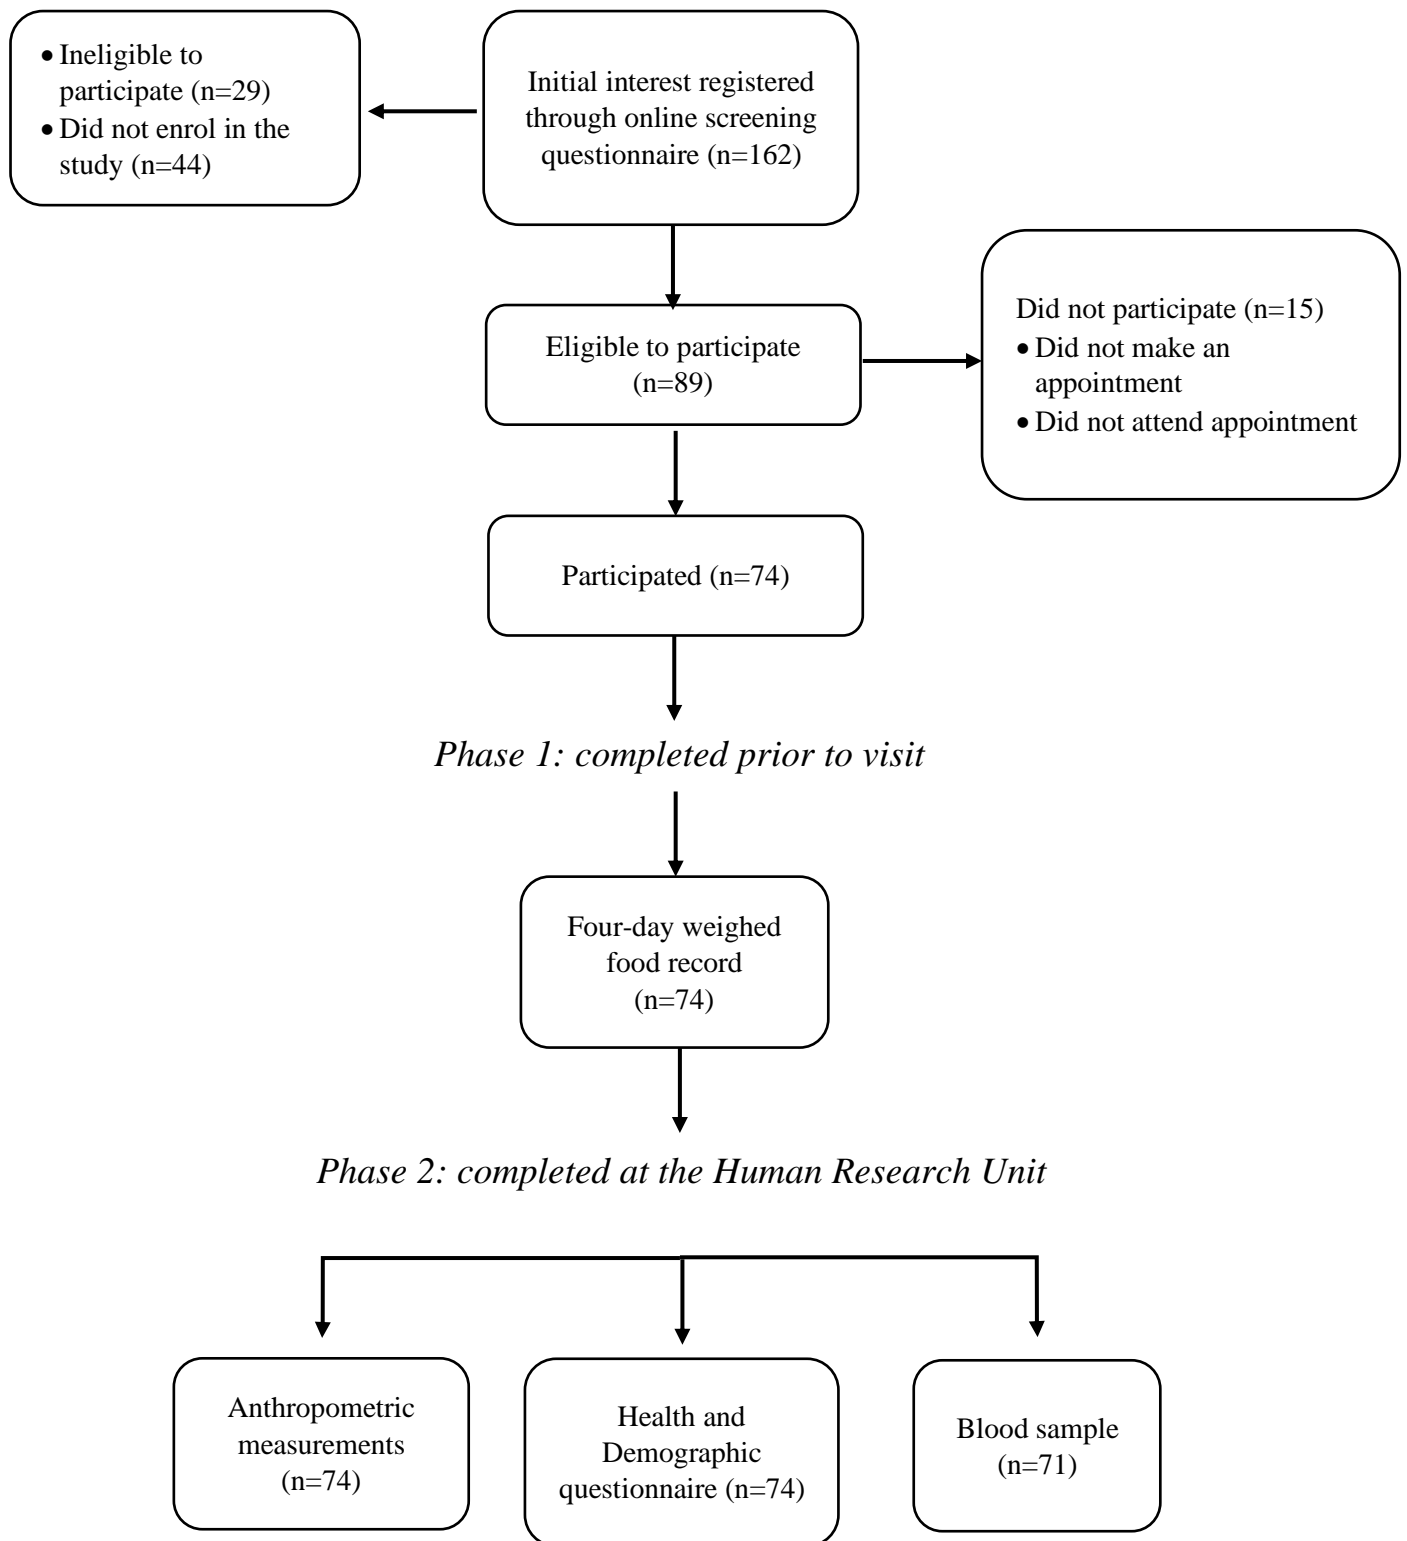 • Ineligible to
participate (n=29)
• Did not enrol in the
study (n=44)
Initial interest registered
through online screening
questionnaire (n=162)
Eligible to participate
(n=89)
Did not participate (n=15)
• Did not make an
appointment
• Did not attend appointment
Participated (n=74)
Phase 1: completed prior to visit
Four-day weighed
food record
(n=74)
Phase 2: completed at the Human Research Unit
Anthropometric
measurements
(n=74)
Health and
Demographic
questionnaire (n=74)
Blood sample
(n=71)